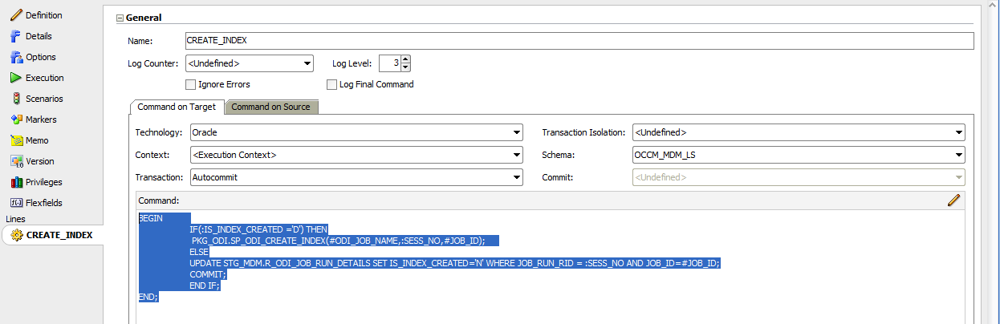 Definition
Details
Options
Execution
Scenarios
Markers
Memo
Version
Privileges
Flexfields
Lines
CREATE_INDEX
General
Name: CREATE_INDEX
Log Counter: <Undefined> Log Level: 3
Ignore Errors Log Final Command
Command on Target Command on Source
Technology: Oracle Transaction Isolation: <Undefined>
Context: <Execution Context> Schema: OCCM_MDM_LS
Transaction: Autocommit Commit: <Undefined>
Command:
BEGIN
IF(:IS_INDEX_CREATED ='D') THEN
PKG_ODI.SP_ODI_CREATE_INDEX(#ODI_JOB_NAME,:SESS_NO,#JOB_ID);
ELSE
UPDATE STG_MDM.R_ODI_JOB_RUN_DETAILS SET IS_INDEX_CREATED='N' WHERE JOB_RUN_RID = :SESS_NO AND JOB_ID=#JOB_ID;
COMMIT;
END IF;
END;